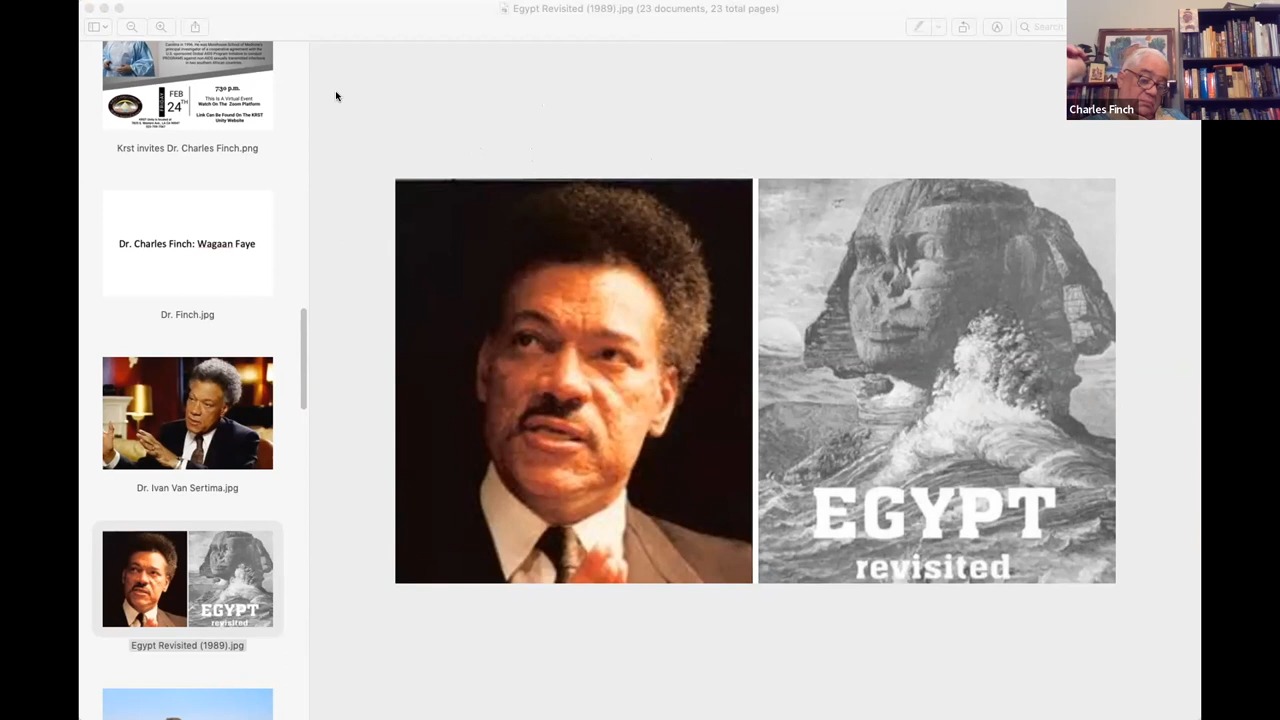 Egypt Revisited (1989).jpg (23 documents, 23 total pages)
Search
Charles Finch
7:30 p.m.
FEB
24TH
This Is A Virtual Event
Watch On The Zoom Platform
Link Can Be Found On The KRST
Unity Website
Krst invites Dr. Charles Finch.png
Dr. Charles Finch: Wagaan Faye
Dr. Finch.jpg
Dr. Ivan Van Sertima.jpg
EGYPT
revisited
Egypt Revisited (1989).jpg
EGYPT
revisited